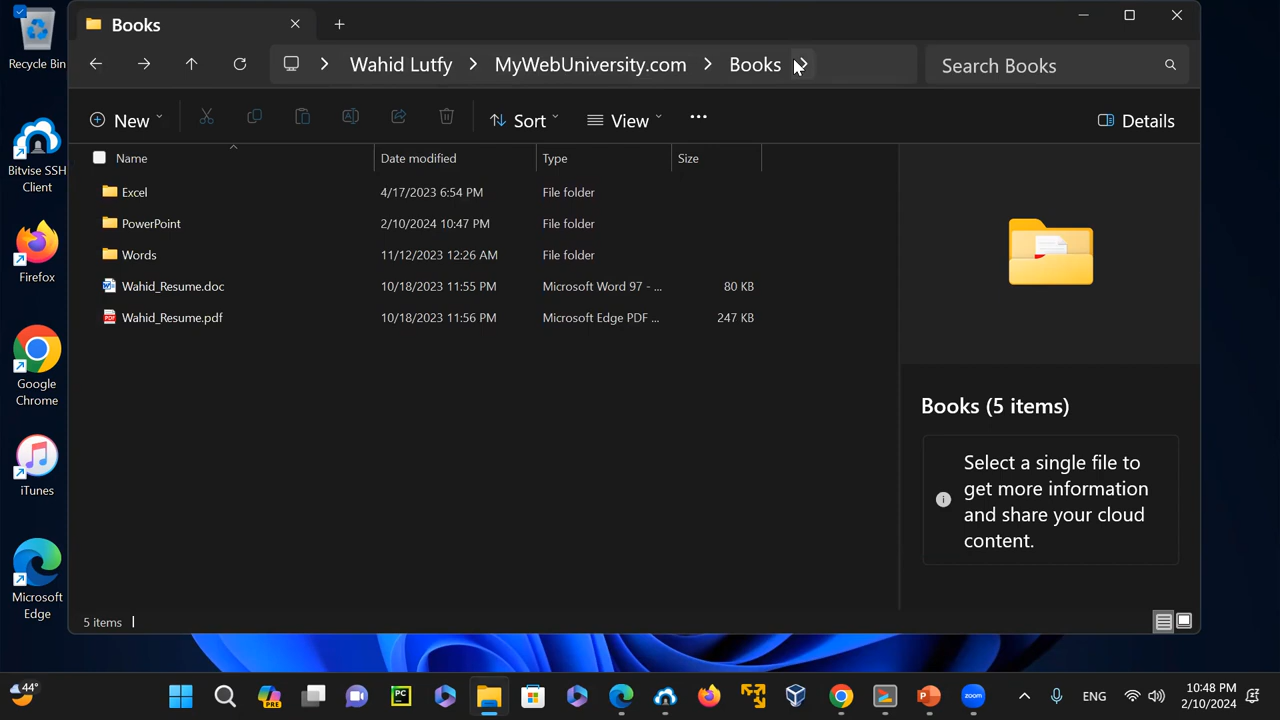 Recycle Bin
Bitvise SSH
Client
Firefox
Google
Chrome
iTunes
Microsoft
Edge
Books
Wahid Lutfy
MyWebUniversity.com
Books
Search Books
New
Sort
View
Details
Name Date modified Type Size
Excel 4/17/2023 6:54 PM File folder
PowerPoint 2/10/2024 10:47 PM File folder
Words 11/12/2023 12:26 AM File folder
Wahid_Resume.doc 10/18/2023 11:55 PM Microsoft Word 97 - ... 80 KB
Wahid_Resume.pdf 10/18/2023 11:56 PM Microsoft Edge PDF ... 247 KB
Books (5 items)
Select a single file to
get more information
and share your cloud
content.
5 items
44°
PRE
PC
zoom
ENG
10:48 PM
2/10/2024